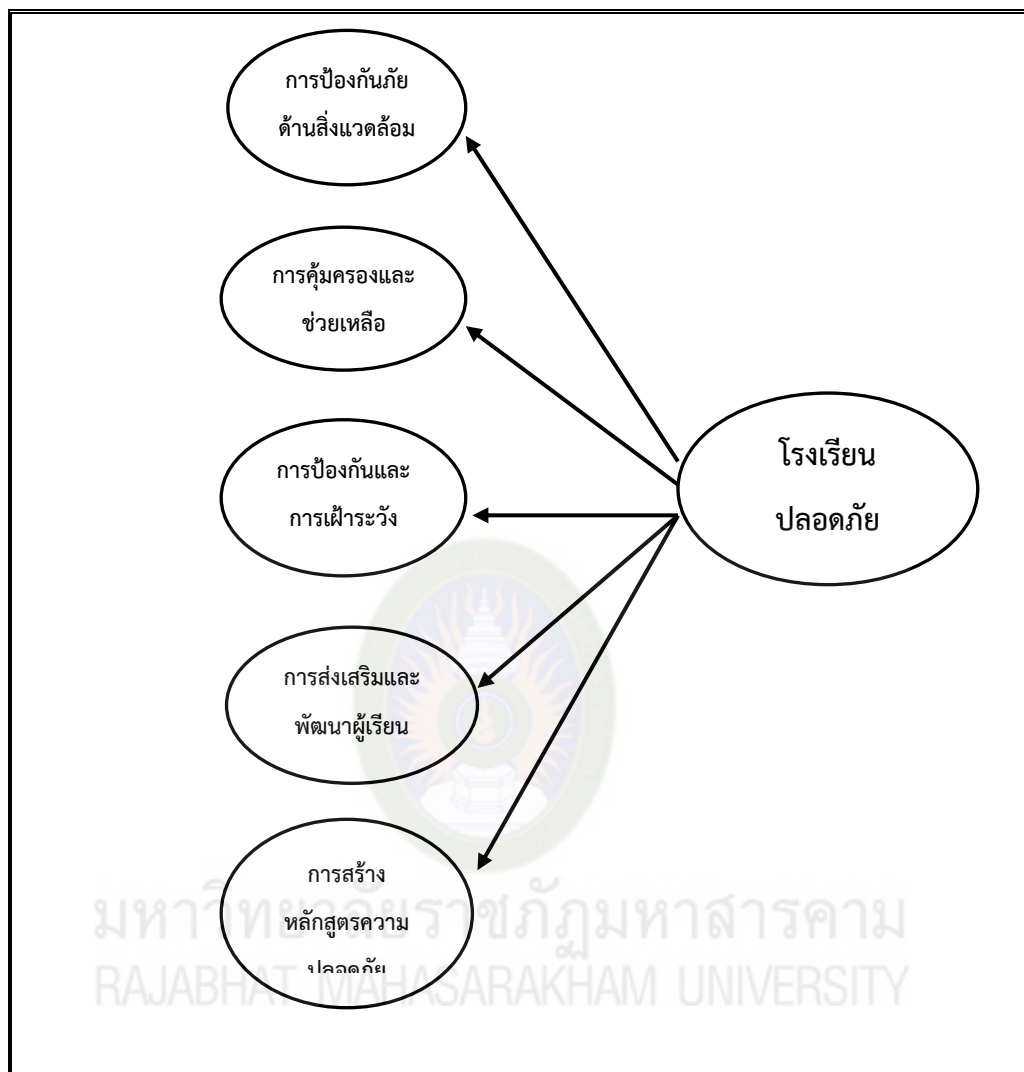 การป้องกันภัย
ด้านสิ่งแวดล้อม
การคุ้มครองและ
ช่วยเหลือ
การป้องกันและ
การเฝ้าระวัง
โรงเรียน
ปลอดภัย
การส่งเสริมและ
พัฒนาผู้เรียน
การสร้าง
หลักสูตรความ
ปลอดภัย
มหาวิทยาลัยราชภัฏมหาสารคาม
RAJABHAT MAHASARAKHAM UNIVERSITY